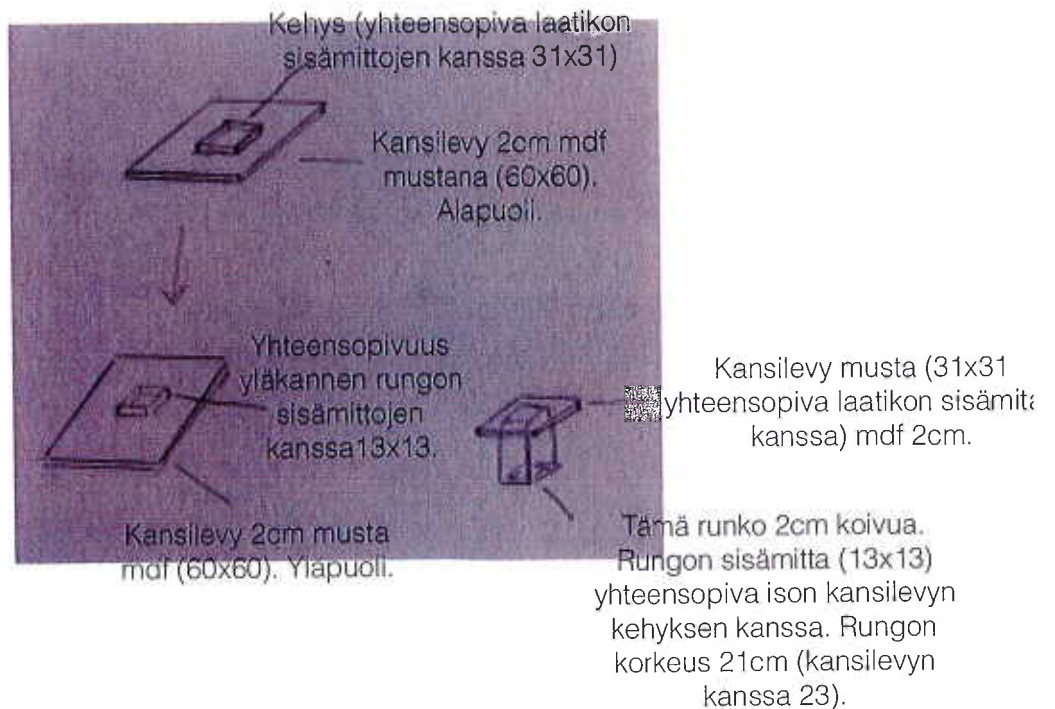 Kehys (yhteensopiva laatikon
sisämittojen kanssa 31x31)
Kansilevy 2cm mdf
mustana (60x60).
Alapuoli.
Yhteensopivuus
yläkannen rungon
sisämittojen
kanssa13x13.
Kansilevy 2cm musta
mdf (60x60). Yläpuoli.
Kansilevy musta (31x31
yhteensopiva laatikon sisämita
kanssa) mdf 2cm.
Tämä runko 2cm koivua.
Rungon sisämitta (13x13)
yhteensopiva ison kansilevyn
kehyksen kanssa. Rungon
korkeus 21cm (kansilevyn
kanssa 23).